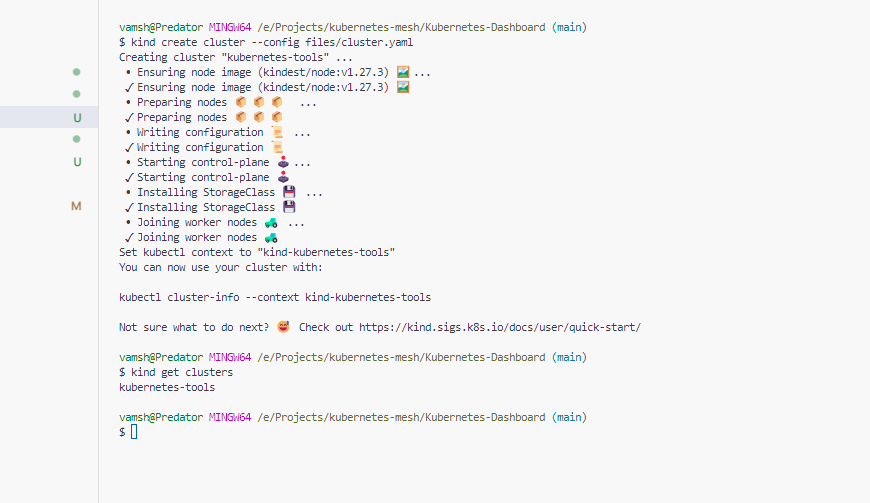 vamsh@Predator MINGW64 /e/Projects/kubernetes-mesh/Kubernetes-Dashboard (main)
$ kind create cluster --config files/cluster.yaml
Creating cluster "kubernetes-tools" ...
• Ensuring node image (kindest/node:v1.27.3) 🖼 ...
✓ Ensuring node image (kindest/node:v1.27.3) 🖼
• Preparing nodes 📦 📦 📦 ...
✓ Preparing nodes 📦 📦 📦
• Writing configuration 📜 ...
✓ Writing configuration 📜
• Starting control-plane 🕹 ...
✓ Starting control-plane 🕹
• Installing StorageClass 💾 ...
✓ Installing StorageClass 💾
• Joining worker nodes 🚜 ...
✓ Joining worker nodes 🚜
Set kubectl context to "kind-kubernetes-tools"
You can now use your cluster with:
kubectl cluster-info --context kind-kubernetes-tools
Not sure what to do next? 😅 Check out https://kind.sigs.k8s.io/docs/user/quick-start/
vamsh@Predator MINGW64 /e/Projects/kubernetes-mesh/Kubernetes-Dashboard (main)
$ kind get clusters
U
kubernetes-tools
U
vamsh@Predator MINGW64 /e/Projects/kubernetes-mesh/Kubernetes-Dashboard (main)
M
$